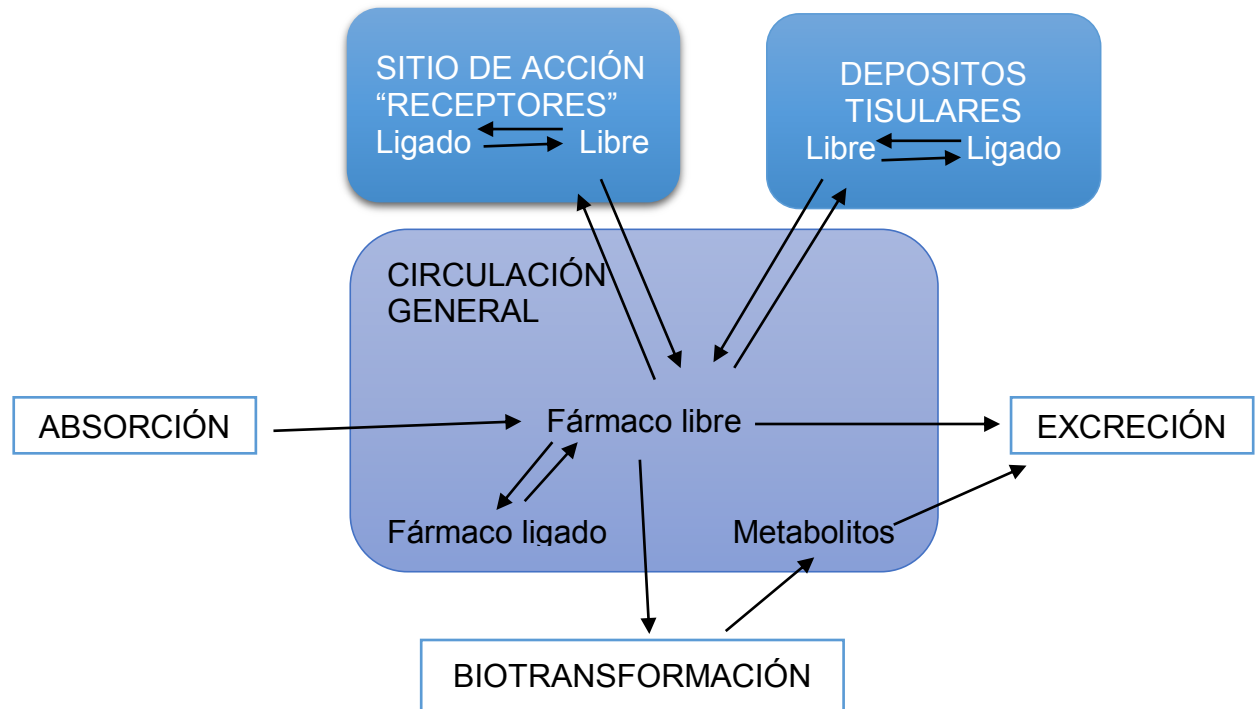 SITIO DE ACCIÓN
“RECEPTORES”
Ligado Libre
DEPOSITOS
TISULARES
Libre Ligado
CIRCULACIÓN
GENERAL
ABSORCIÓN
Fármaco libre
EXCRECIÓN
Fármaco ligado
Metabolitos
BIOTRANSFORMACIÓN